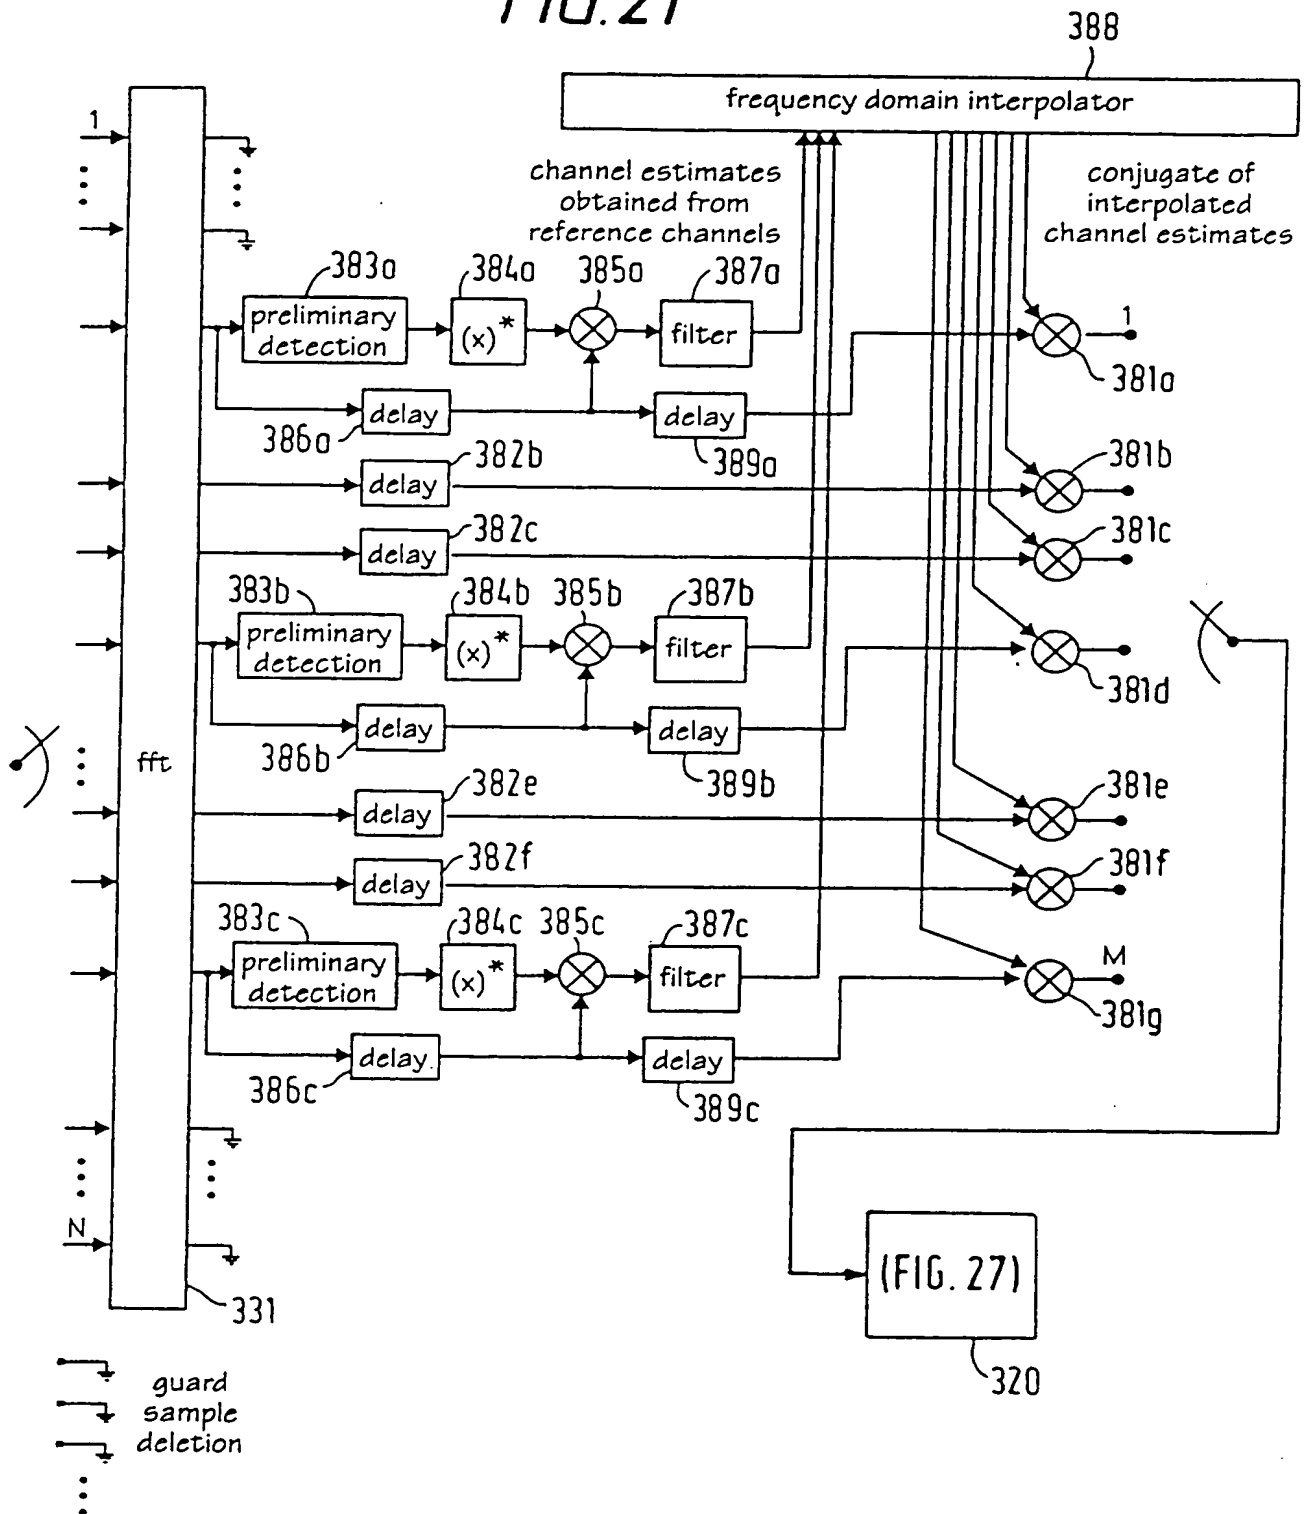 FIG. 21
388
frequency domain interpolator
1
channel estimates
obtained from
reference channels
conjugate of
interpolated
channel estimates
383a
384a
385a
387a
preliminary
detection
(x)*
filter
1
381a
delay
delay
386a
389a
382b
delay
381b
382c
delay
381c
383b
384b
385b
387b
preliminary
detection
(x)*
filter
381d
delay
delay
386b
389b
fft
382e
delay
381e
382f
delay
381f
383c
384c
385c
387c
preliminary
detection
(x)*
filter
M
381g
delay
delay
386c
389c
N
(FIG. 27)
331
320
guard
sample
deletion